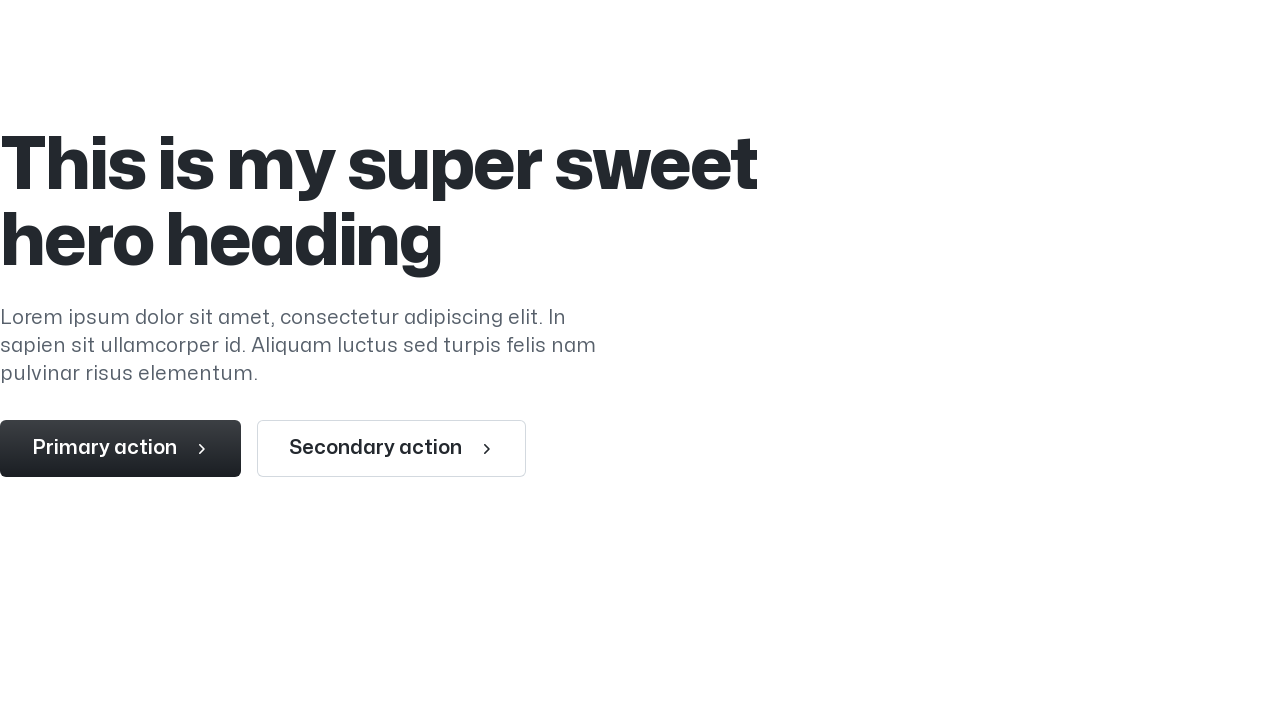 This is my super sweet
hero heading
Lorem ipsum dolor sit amet, consectetur adipiscing elit. In
sapien sit ullamcorper id. Aliquam luctus sed turpis felis nam
pulvinar risus elementum.
Primary action
Secondary action